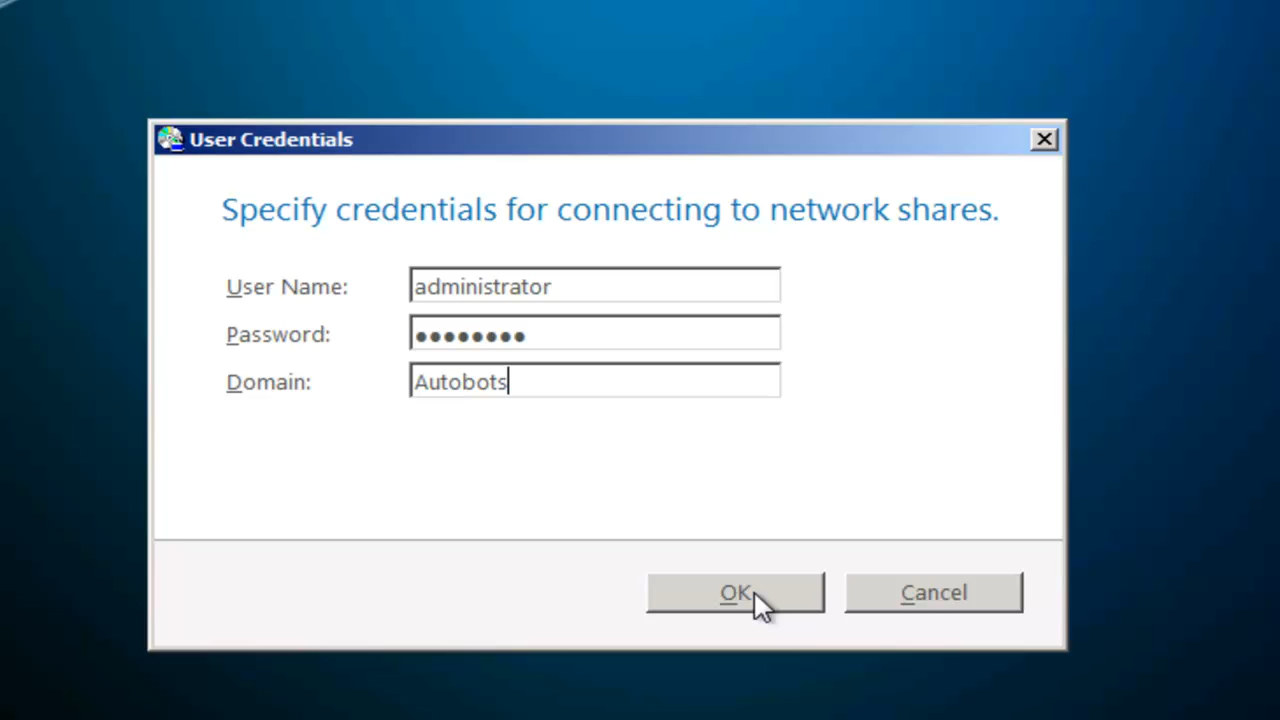 User Credentials
Specify credentials for connecting to network shares.
User Name: administrator
Password: ●●●●●●●●
Domain: Autobots
OK Cancel